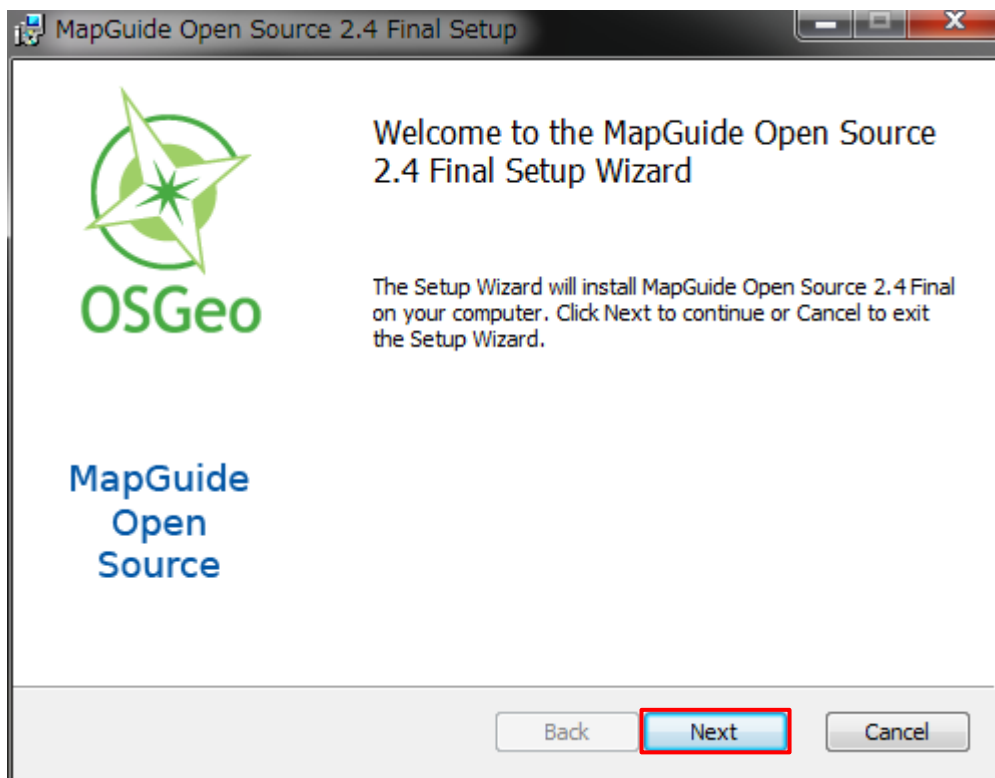 MapGuide Open Source 2.4 Final Setup
Welcome to the MapGuide Open Source
2.4 Final Setup Wizard
The Setup Wizard will install MapGuide Open Source 2.4 Final
on your computer. Click Next to continue or Cancel to exit
the Setup Wizard.
OSGeo
MapGuide
Open
Source
Back
Next
Cancel